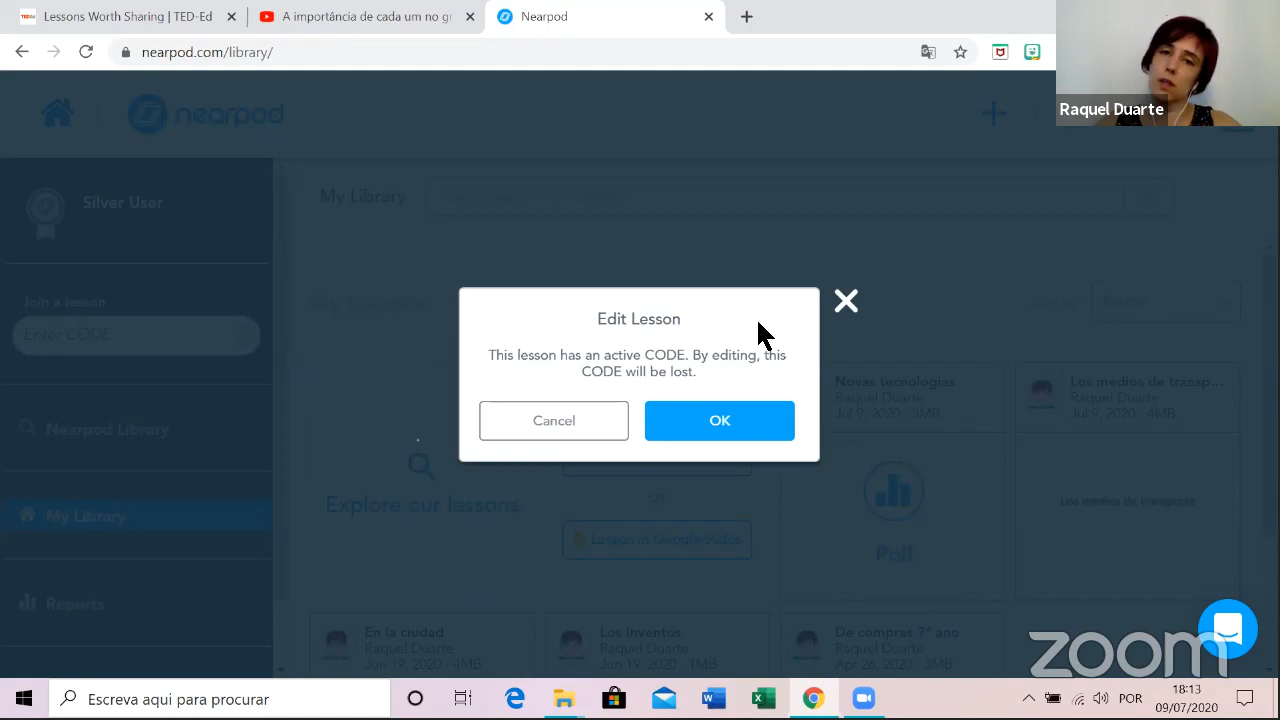 Lessons Worth Sharing | TED-Ed
A importância de cada um no gr
Nearpod
nearpod.com/library/
Raquel Duarte
nearpod
Silver User
My Library
Join a lesson
Enter CODE
Edit Lesson
This lesson has an active CODE. By editing, this
CODE will be lost.
Cancel
OK
Novas tecnologias
Raquel Duarte
Jul 9, 2020 - 3MB
Los medios de transp...
Raquel Duarte
Jul 9, 2020 - 4MB
Nearpod Library
Explore our lessons
OR
Lesson in Google Slides
Poll
Los medios de transporte
My Library
Reports
En la ciudad
Raquel Duarte
Jun 19, 2020 - 4MB
Los Inventos
Raquel Duarte
Jun 19, 2020 - 1MB
De compras 7° ano
Raquel Duarte
Apr 26, 2020 - 3MB
zoom
Escreva aqui para procurar
POR
18:13
09/07/2020